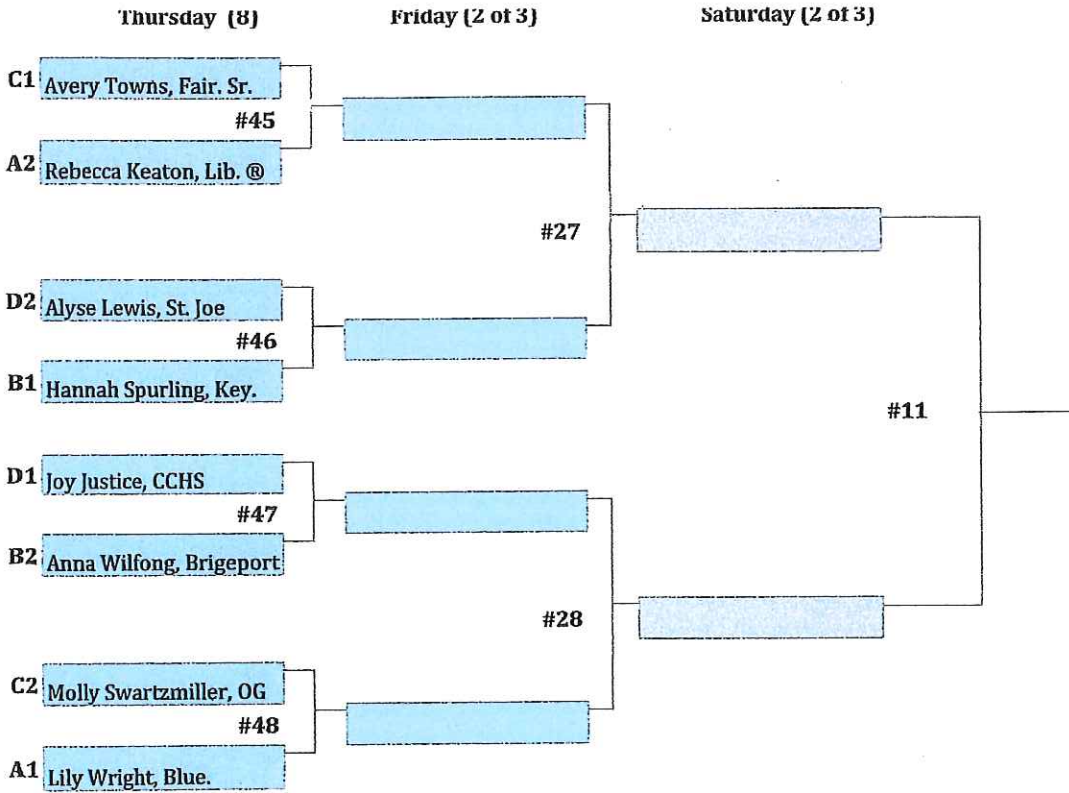 Thursday (8)
Friday (2 of 3)
Saturday (2 of 3)
C1 Avery Towns, Fair. Sr.
#45
A2 Rebecca Keaton, Lib. ®
#27
D2 Alyse Lewis, St. Joe
#46
B1 Hannah Spurling, Key.
#11
D1 Joy Justice, CCHS
#47
B2 Anna Wilfong, Brigeport
#28
C2 Molly Swartzmiller, OG
#48
A1 Lily Wright, Blue.